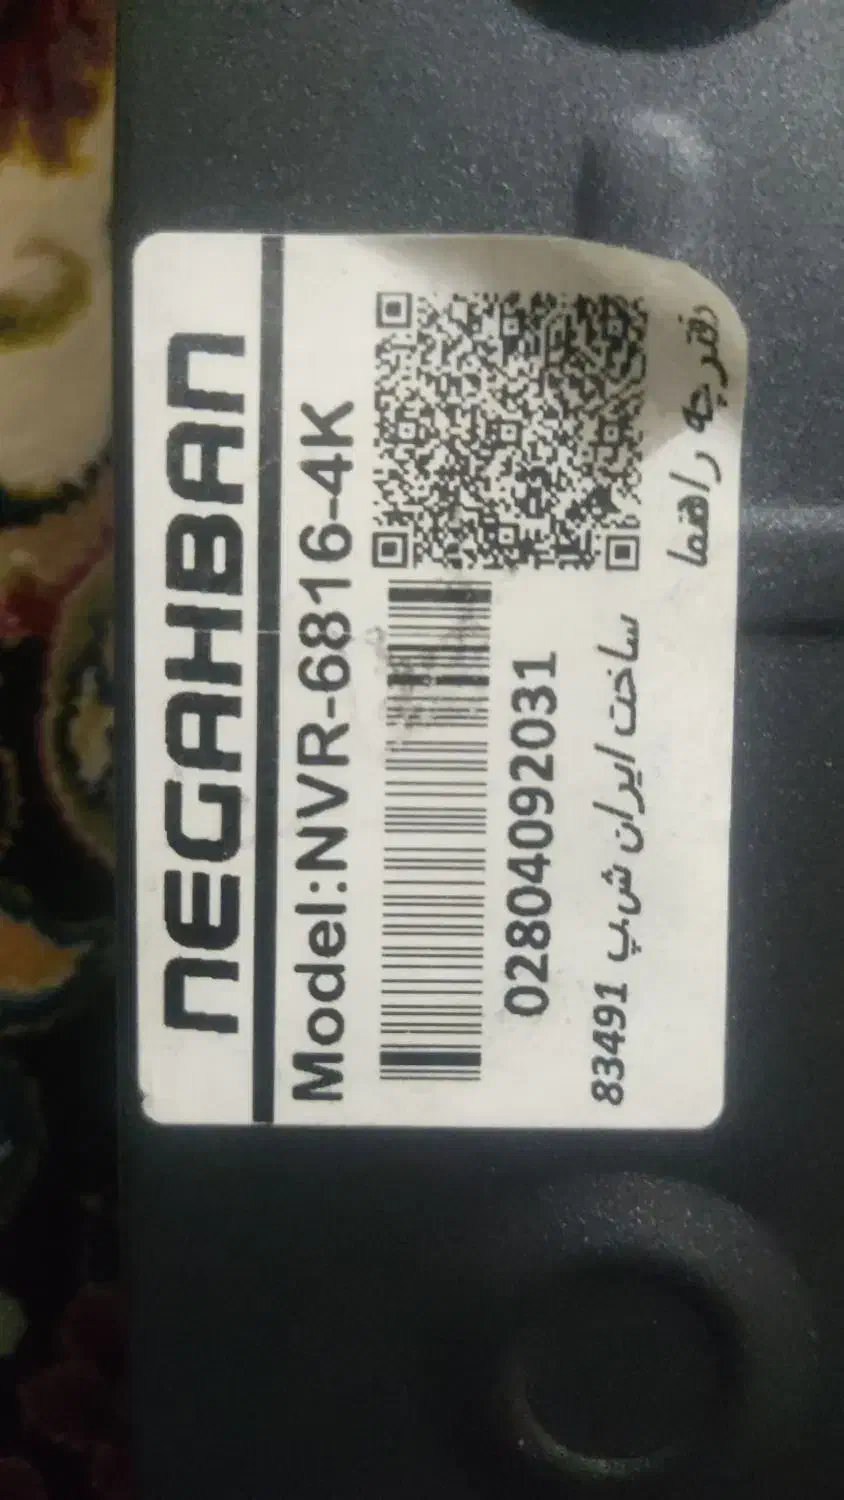 NEGAHBAN
Model:NVR-6816-4K
02804092031
ساخت ایران ش.پ 83491
دفترچه راهنما